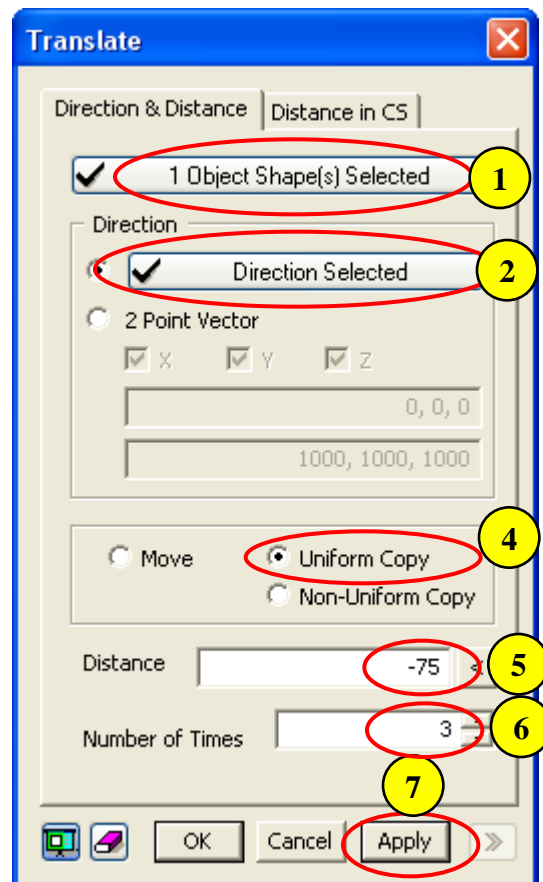 Translate
Direction & Distance Distance in CS
1 Object Shape(s) Selected 1
Direction
Direction Selected 2
2 Point Vector
X Y Z
0, 0, 0
1000, 1000, 1000
4
Move Uniform Copy
Non-Uniform Copy
Distance -75 < 5
Number of Times 3 6
7
OK Cancel Apply >>